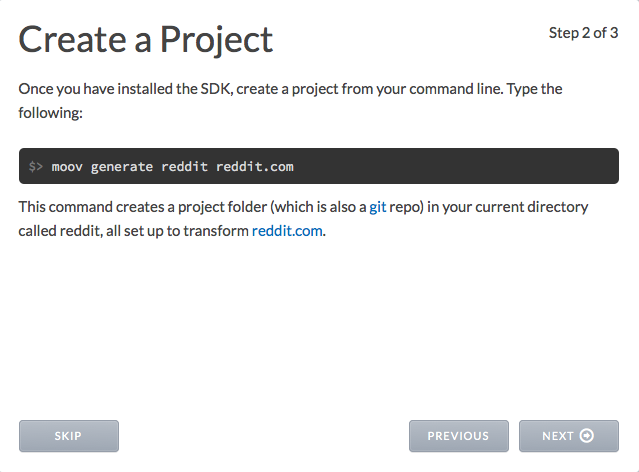 Create a Project
Step 2 of 3
Once you have installed the SDK, create a project from your command line. Type the
following:
$> moov generate reddit reddit.com
This command creates a project folder (which is also a git repo) in your current directory
called reddit, all set up to transform reddit.com.
SKIP
PREVIOUS
NEXT